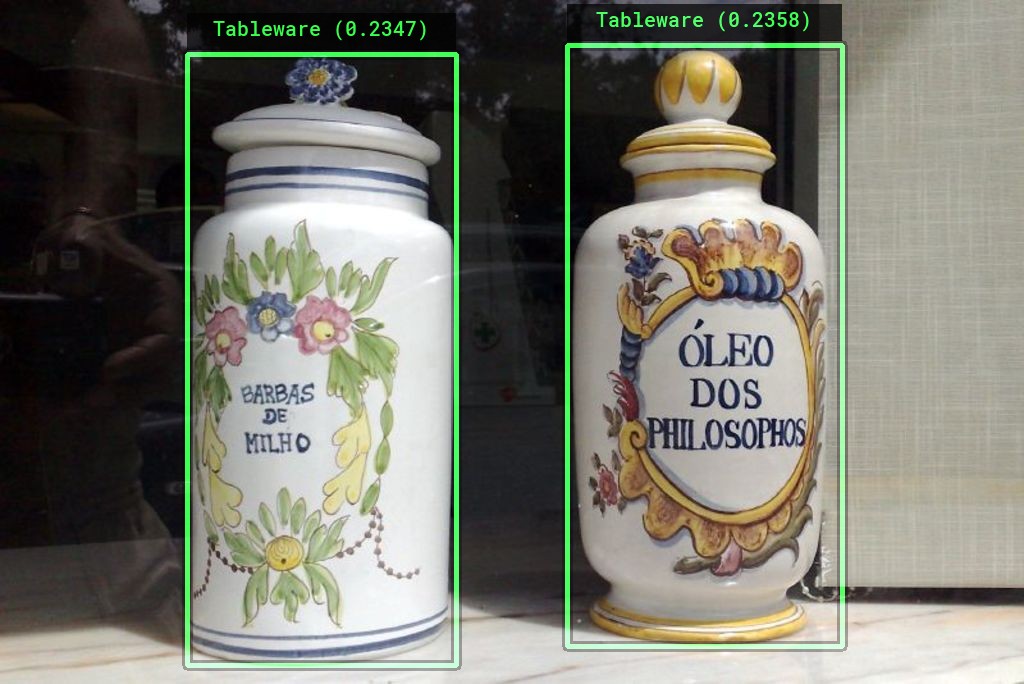 Tableware (0.2347)
Tableware (0.2358)
BARBAS
DE
MILHO
ÓLEO
DOS
PHILOSOPHOS